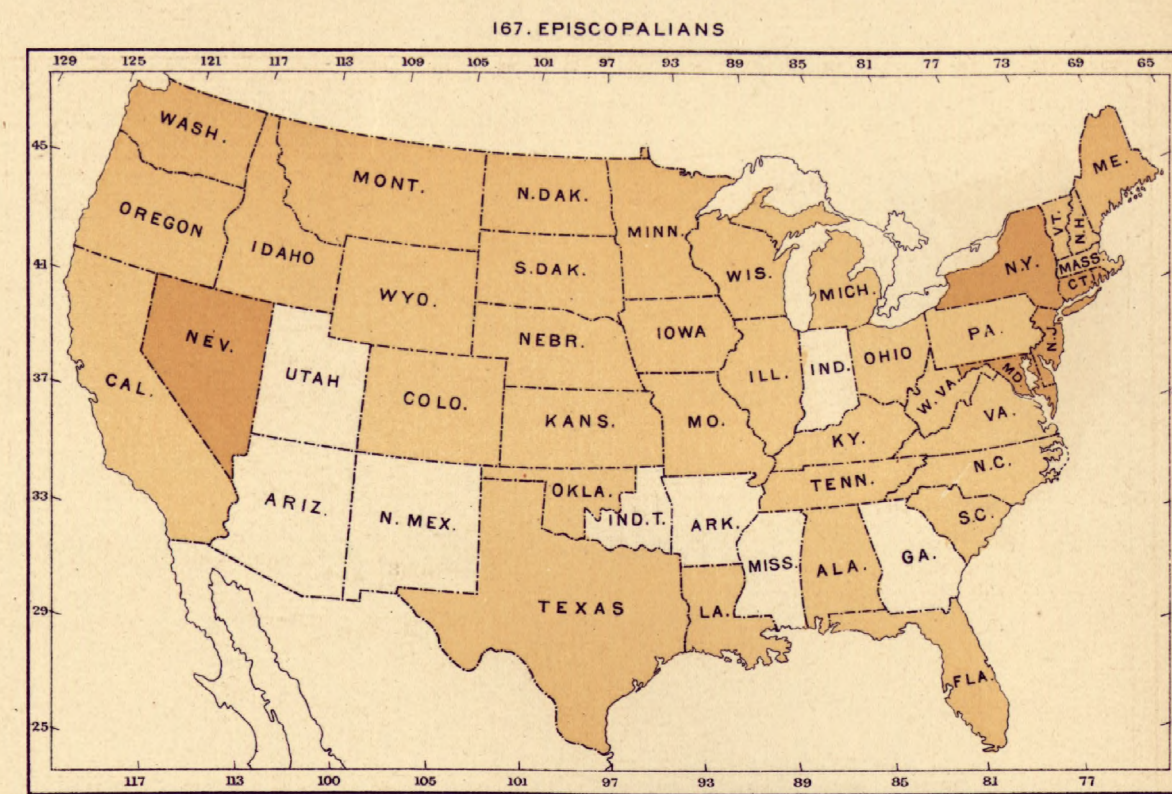 167. EPISCOPALIANS
129 125 121 117 113 109 105 101 97 93 89 85 81 77 73 69 65
45
41
37
33
29
25
WASH.
MONT.
N. DAK.
MINN.
ME.
OREGON
IDAHO
S. DAK.
WIS.
MICH.
N.Y.
VT.
N.H.
MASS.
CT.
WYO.
NEBR.
IOWA
PA.
N.J.
NEV.
UTAH
COLO.
KANS.
MO.
ILL.
IND.
OHIO
W. VA.
MD.
VA.
CAL.
KY.
ARIZ.
N. MEX.
OKLA.
IND. T.
ARK.
TENN.
N.C.
S.C.
TEXAS
LA.
MISS.
ALA.
GA.
FLA.
117 113 100 105 101 97 93 89 85 81 77